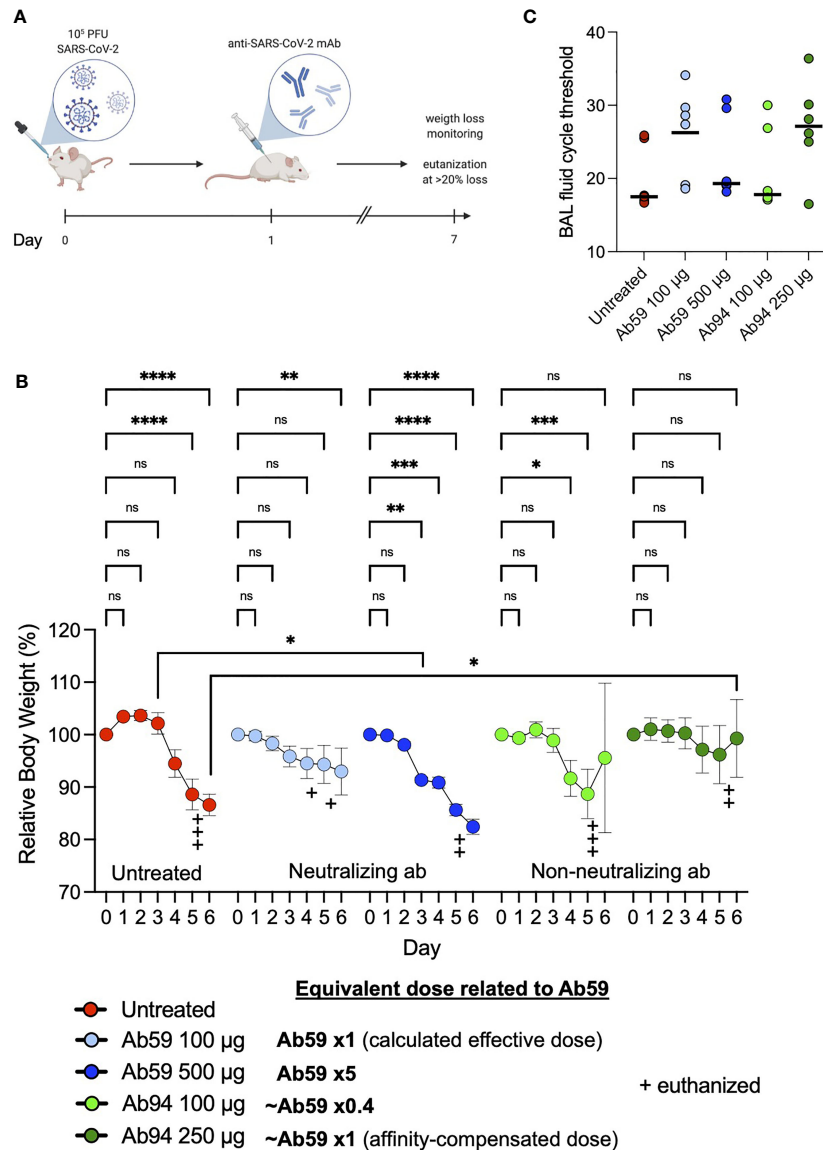 A
10⁵ PFU
SARS-CoV-2
anti-SARS-CoV-2 mAb
weigth loss
monitoring
eutanization
at >20% loss
Day
0
1
7
C
BAL fluid cycle threshold
40
30
20
10
Untreated
Ab59 100 µg
Ab59 500 µg
Ab94 100 µg
Ab94 250 µg
B
**** ** **** ns ns
**** ns **** *** ns
ns ns *** * ns
ns ns ** ns ns
ns ns ns ns ns
ns ns ns ns ns
Relative Body Weight (%)
120
110
100
90
80
70
*
*
+ + + + + + + + + + + +
Untreated Neutralizing ab Non-neutralizing ab
0 1 2 3 4 5 6 0 1 2 3 4 5 6 0 1 2 3 4 5 6 0 1 2 3 4 5 6 0 1 2 3 4 5 6
Day
Equivalent dose related to Ab59
Untreated
Ab59 100 µg Ab59 x1 (calculated effective dose)
Ab59 500 µg Ab59 x5
Ab94 100 µg ~Ab59 x0.4
Ab94 250 µg ~Ab59 x1 (affinity-compensated dose)
+ euthanized